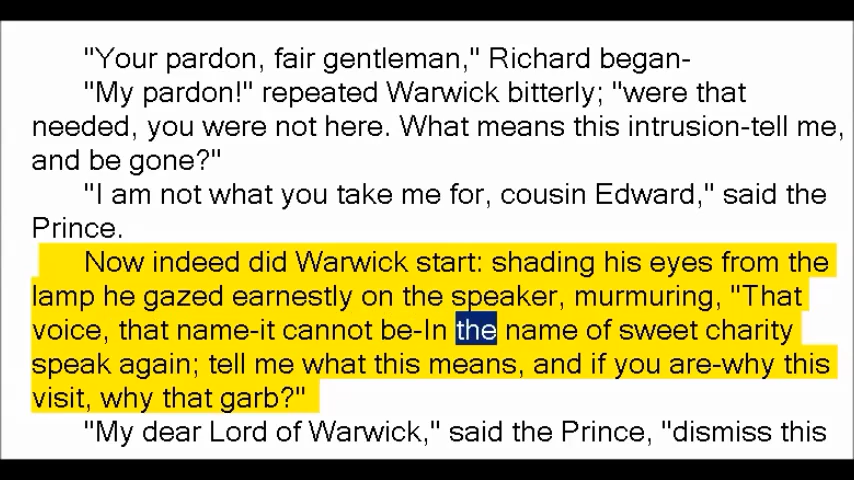 "Your pardon, fair gentleman," Richard began-
"My pardon!" repeated Warwick bitterly; "were that
needed, you were not here. What means this intrusion-tell me,
and be gone?"
"I am not what you take me for, cousin Edward," said the
Prince.
Now indeed did Warwick start: shading his eyes from the
lamp he gazed earnestly on the speaker, murmuring, "That
voice, that name-it cannot be-In the name of sweet charity
speak again; tell me what this means, and if you are-why this
visit, why that garb?"
"My dear Lord of Warwick," said the Prince, "dismiss this